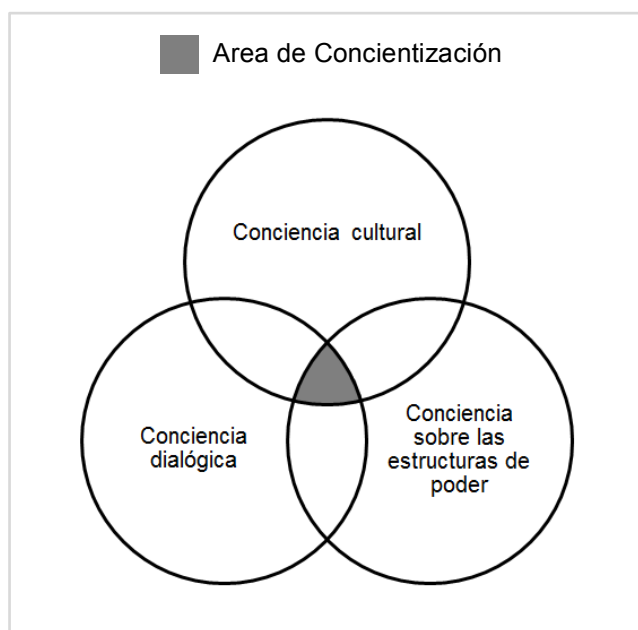 Area de Concientización
Conciencia cultural
Conciencia
dialógica
Conciencia
sobre las
estructuras de
poder